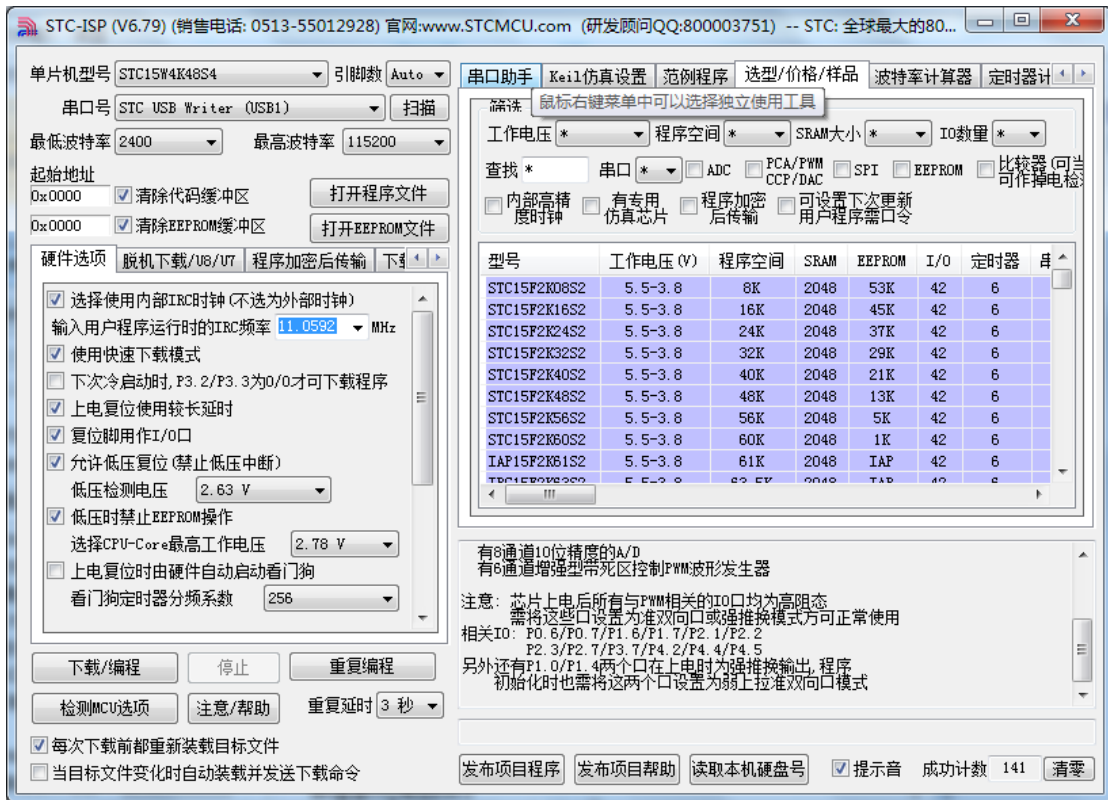 STC-ISP (V6.79) (销售电话: 0513-55012928) 官网:www.STCMCU.com (研发顾问QQ:800003751) -- STC: 全球最大的80...
单片机型号 STC15W4K48S4 引脚数 Auto
串口号 STC USB Writer (USB1) 扫描
最低波特率 2400 最高波特率 115200
起始地址
0x0000 清除代码缓冲区 打开程序文件
0x0000 清除EEPROM缓冲区 打开EEPROM文件
硬件选项 脱机下载/U8/U7 程序加密后传输
选择使用内部IRC时钟(不选为外部时钟)
输入用户程序运行时的IRC频率 11.0592 MHz
使用快速下载模式
下次冷启动时,P3.2/P3.3为0/0才可下载程序
上电复位使用较长延时
复位脚用作I/O口
允许低压复位(禁止低压中断)
低压检测电压 2.63 V
低压时禁止EEPROM操作
选择CPU-Core最高工作电压 2.78 V
上电复位时由硬件自动启动看门狗
看门狗定时器分频系数 256
下载/编程 停止 重复编程
检测MCU选项 注意/帮助 重复延时 3 秒
每次下载前都重新装载目标文件
当目标文件变化时自动装载并发送下载命令
串口助手 Keil仿真设置 范例程序 选型/价格/样品 波特率计算器 定时器计
筛选 鼠标右键菜单中可以选择独立使用工具
工作电压 * 程序空间 * SRAM大小 * IO数量 *
查找 * 串口 * ADC PCA/PWM CCP/DAC SPI EEPROM 比较器(可当可作掉电检
内部高精度时钟 有专用仿真芯片 程序加密后传输 可设置下次更新用户程序需口令
型号 工作电压(V) 程序空间 SRAM EEPROM I/O 定时器
STC15F2K08S2 5.5-3.8 8K 2048 53K 42 6
STC15F2K16S2 5.5-3.8 16K 2048 45K 42 6
STC15F2K24S2 5.5-3.8 24K 2048 37K 42 6
STC15F2K32S2 5.5-3.8 32K 2048 29K 42 6
STC15F2K40S2 5.5-3.8 40K 2048 21K 42 6
STC15F2K48S2 5.5-3.8 48K 2048 13K 42 6
STC15F2K56S2 5.5-3.8 56K 2048 5K 42 6
STC15F2K60S2 5.5-3.8 60K 2048 1K 42 6
IAP15F2K61S2 5.5-3.8 61K 2048 IAP 42 6
有8通道10位精度的A/D
有6通道增强型带死区控制PWM波形发生器
注意: 芯片上电后所有与PWM相关的IO口均为高阻态
需将这些口设置为准双向口或强推挽模式方可正常使用
相关IO: P0.6/P0.7/P1.6/P1.7/P2.1/P2.2
P2.3/P2.7/P3.7/P4.2/P4.4/P4.5
另外还有P1.0/P1.4两个口在上电时为强推挽输出,程序
初始化时也需将这两个口设置为弱上拉准双向口模式
发布项目程序 发布项目帮助 读取本机硬盘号 提示音 成功计数 141 清零